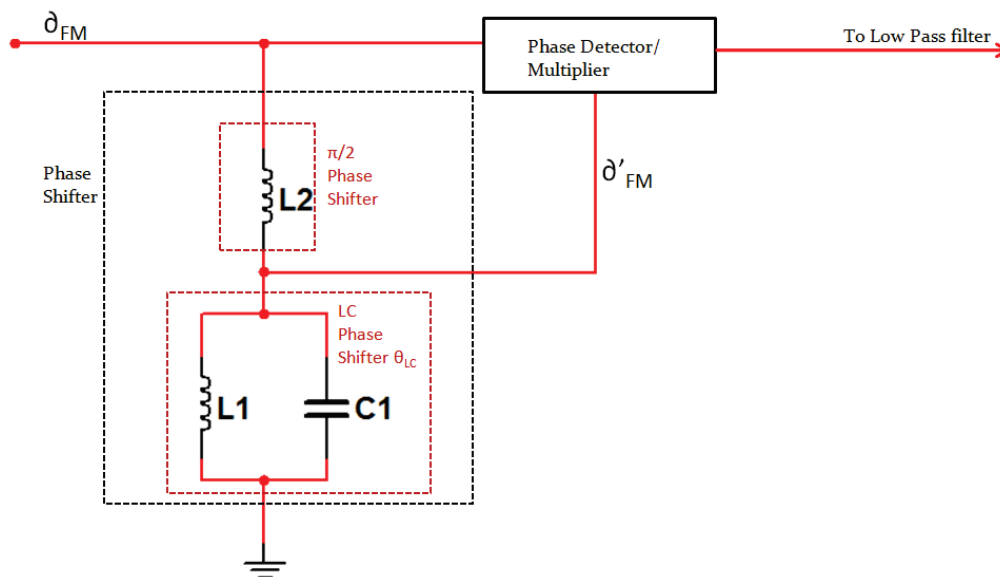 ∂FM
Phase Detector/
Multiplier
To Low Pass filter
Phase
Shifter
π/2
Phase
Shifter
L2
∂'FM
LC
Phase
Shifter θLC
L1
C1